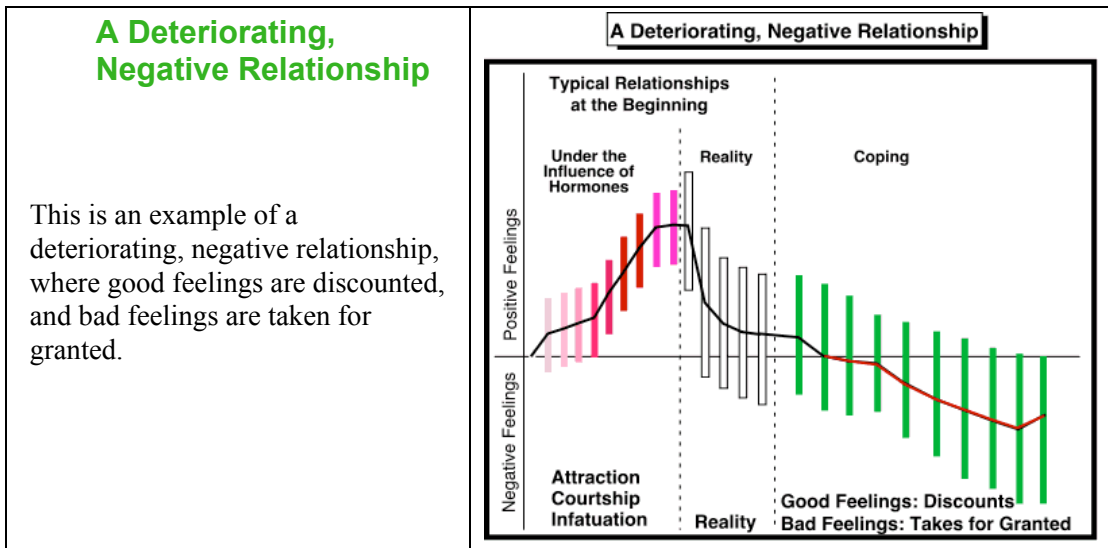 A Deteriorating,
Negative Relationship
This is an example of a
deteriorating, negative relationship,
where good feelings are discounted,
and bad feelings are taken for
granted.
A Deteriorating, Negative Relationship
Typical Relationships
at the Beginning
Under the
Influence of
Hormones
Reality
Coping
Positive Feelings
Negative Feelings
Attraction
Courtship
Infatuation
Reality
Good Feelings: Discounts
Bad Feelings: Takes for Granted